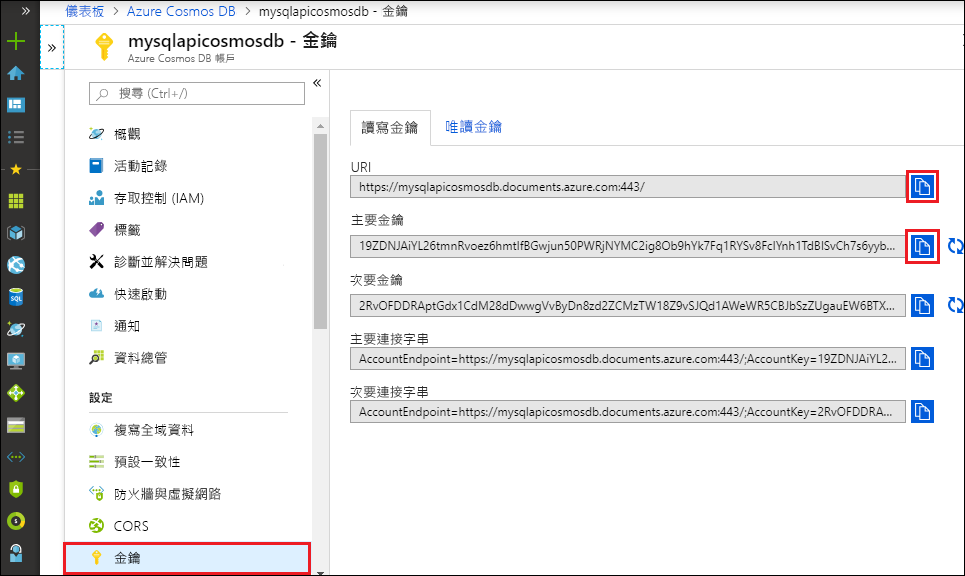 儀表板 > Azure Cosmos DB > mysqlapicosmosdb - 金鑰
mysqlapicosmosdb - 金鑰
Azure Cosmos DB 帳戶
搜尋 (Ctrl+/)
概觀
活動記錄
存取控制 (IAM)
標籤
診斷並解決問題
快速啟動
通知
資料總管
設定
複寫全域資料
預設一致性
防火牆與虛擬網路
CORS
金鑰
讀寫金鑰 唯讀金鑰
URI
https://mysqlapicosmosdb.documents.azure.com:443/
主要金鑰
19ZDNJAiYL26tmnRvoez6hmtIfBGwjun50PWRjNYMC2ig8Ob9hYk7Fq1RYSv8FcIYnh1TdBISvCh7s6yyb...
次要金鑰
2RvOFDDRAptGdx1CdM28dDwwgVvByDn8zd2ZCMzTW18Z9vSJQd1AWeWR5CBJbSzZUgauEW6BTX...
主要連接字串
AccountEndpoint=https://mysqlapicosmosdb.documents.azure.com:443/;AccountKey=19ZDNJAiYL2...
次要連接字串
AccountEndpoint=https://mysqlapicosmosdb.documents.azure.com:443/;AccountKey=2RvOFDDRA...